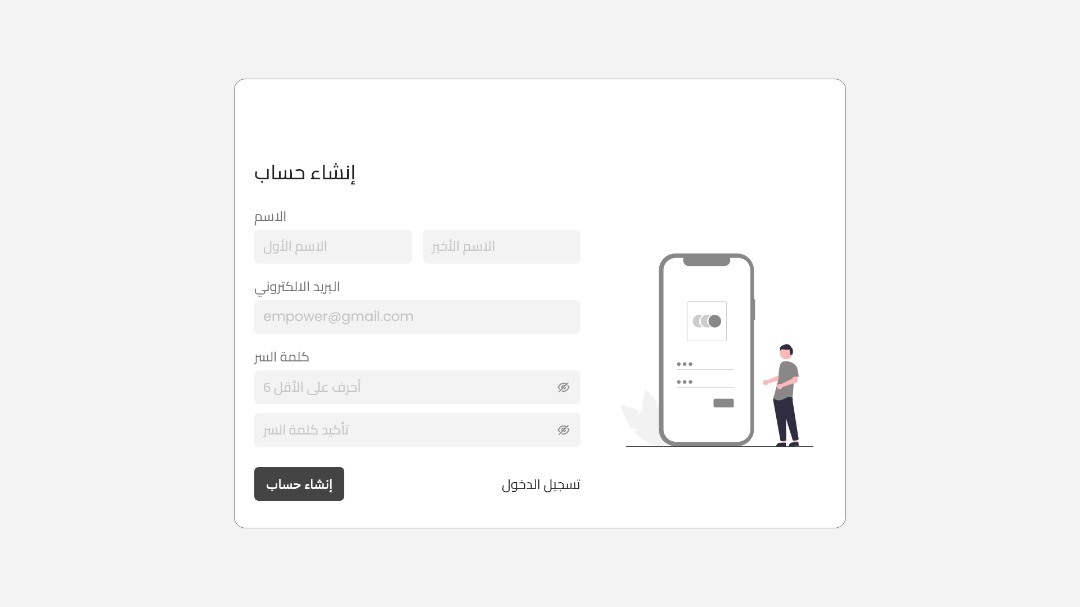 إنشاء حساب
الاسم
الاسم الأول
الاسم الأخير
البريد الالكتروني
empower@gmail.com
كلمة السر
6 أحرف على الأقل
تأكيد كلمة السر
إنشاء حساب
تسجيل الدخول